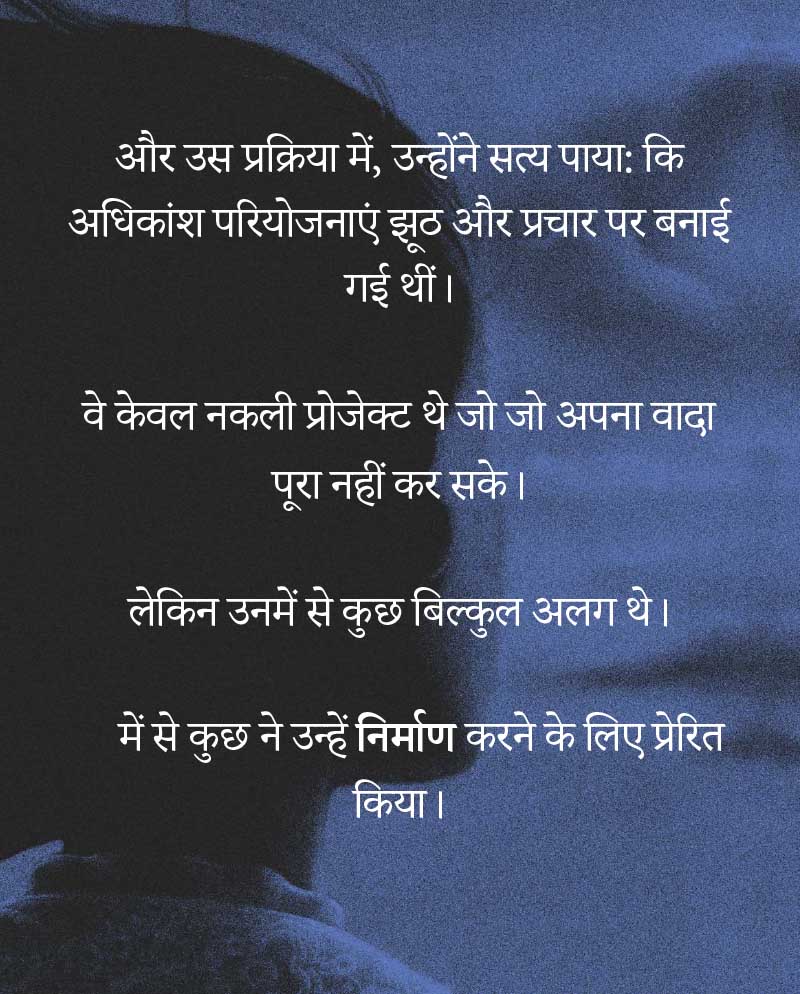 और उस प्रक्रिया में, उन्होंने सत्य पाया: कि
अधिकांश परियोजनाएं झूठ और प्रचार पर बनाई
गई थीं।
वे केवल नकली प्रोजेक्ट थे जो जो अपना वादा
पूरा नहीं कर सके।
लेकिन उनमें से कुछ बिल्कुल अलग थे।
में से कुछ ने उन्हें निर्माण करने के लिए प्रेरित
किया।